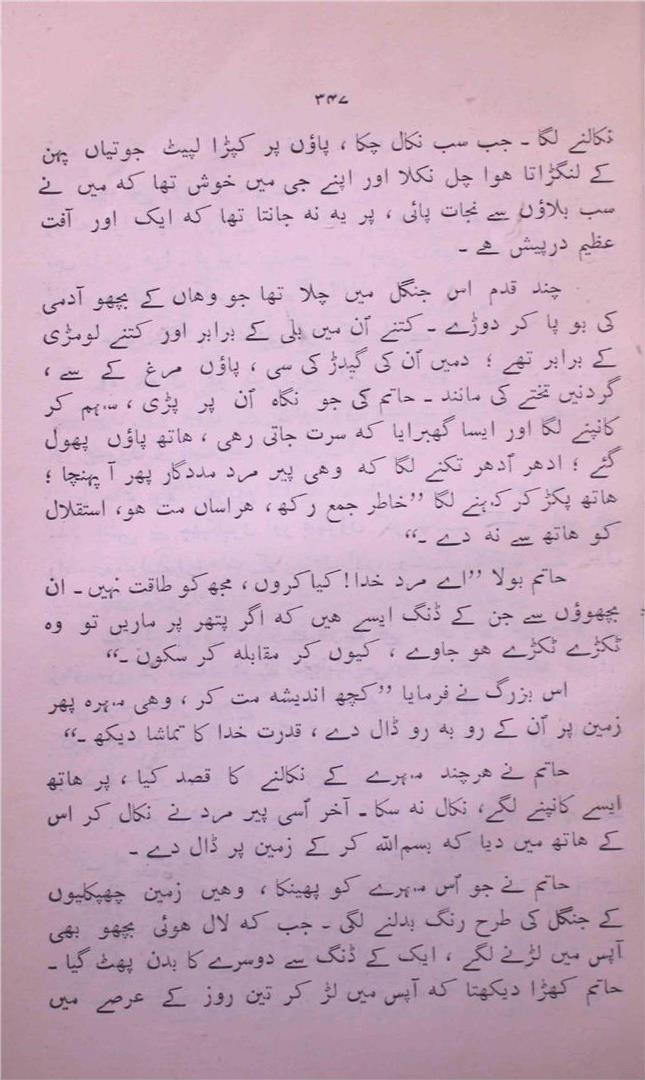 ۳۴۷
نکالنے لگا ۔ جب سب نکال چکا ، پاؤں پر کپڑا لپیٹ جوتیاں پہن
کے لنگڑاتا ہوا چل نکلا اور اپنے جی میں خوش تھا کہ میں نے
سب بلاؤں سے نجات پائی ، پر یہ نہ جانتا تھا کہ ایک اور آفت
عظیم درپیش ہے ۔
چند قدم اس جنگل میں چلا تھا جو وہاں کے بچھو آدمی
کی بو پا کر دوڑے ۔ کتنے اُن میں بلی کے برابر اور کتنے لومڑی
کے برابر تھے ؛ دمیں اُن کی گیدڑ کی سی ، پاؤں مرغ کے سے ،
گردنیں تختے کی مانند ۔ حاتم کی جو نگاہ اُن پر پڑی ، سہم کر
کانپنے لگا اور ایسا گھبرایا کہ سرت جاتی رہی ، ہاتھ پاؤں پھول
گئے ؛ ادھر اُدھر تکنے لگا کہ وہی پیر مرد مددگار پھر آ پہنچا ؛
ہاتھ پکڑ کر کہنے لگا ”خاطر جمع رکھ، ہراساں مت ہو، استقلال
کو ہاتھ سے نہ دے ۔“
حاتم بولا ”اے مرد خدا! کیا کروں ، مجھ کو طاقت نہیں ۔ ان
بچھوؤں سے جن کے ڈنگ ایسے ہیں کہ اگر پتھر پر ماریں تو وہ
ٹکڑے ٹکڑے ہو جاوے ، کیوں کر مقابلہ کر سکوں ۔“
اس بزرگ نے فرمایا ”کچھ اندیشہ مت کر ، وہی مہرہ پھر
زمین پر اُن کے رو بہ رو ڈال دے ، قدرت خدا کا تماشا دیکھ ۔“
حاتم نے ہرچند مہرے کے نکالنے کا قصد کیا ، پر ہاتھ
ایسے کانپنے لگے، نکال نہ سکا ۔ آخر اُسی پیر مرد نے نکال کر اس
کے ہاتھ میں دیا کہ بسم اللہ کر کے زمین پر ڈال دے ۔
حاتم نے جو اُس مہرے کو پھینکا ، وہیں زمین چھپکلیوں
کے جنگل کی طرح رنگ بدلنے لگی ۔ جب کہ لال ہوئی بچھو بھی
آپس میں لڑنے لگے ، ایک کے ڈنگ سے دوسرے کا بدن پھٹ گیا ۔
حاتم کھڑا دیکھتا کہ آپس میں لڑ کر تین روز کے عرصے میں